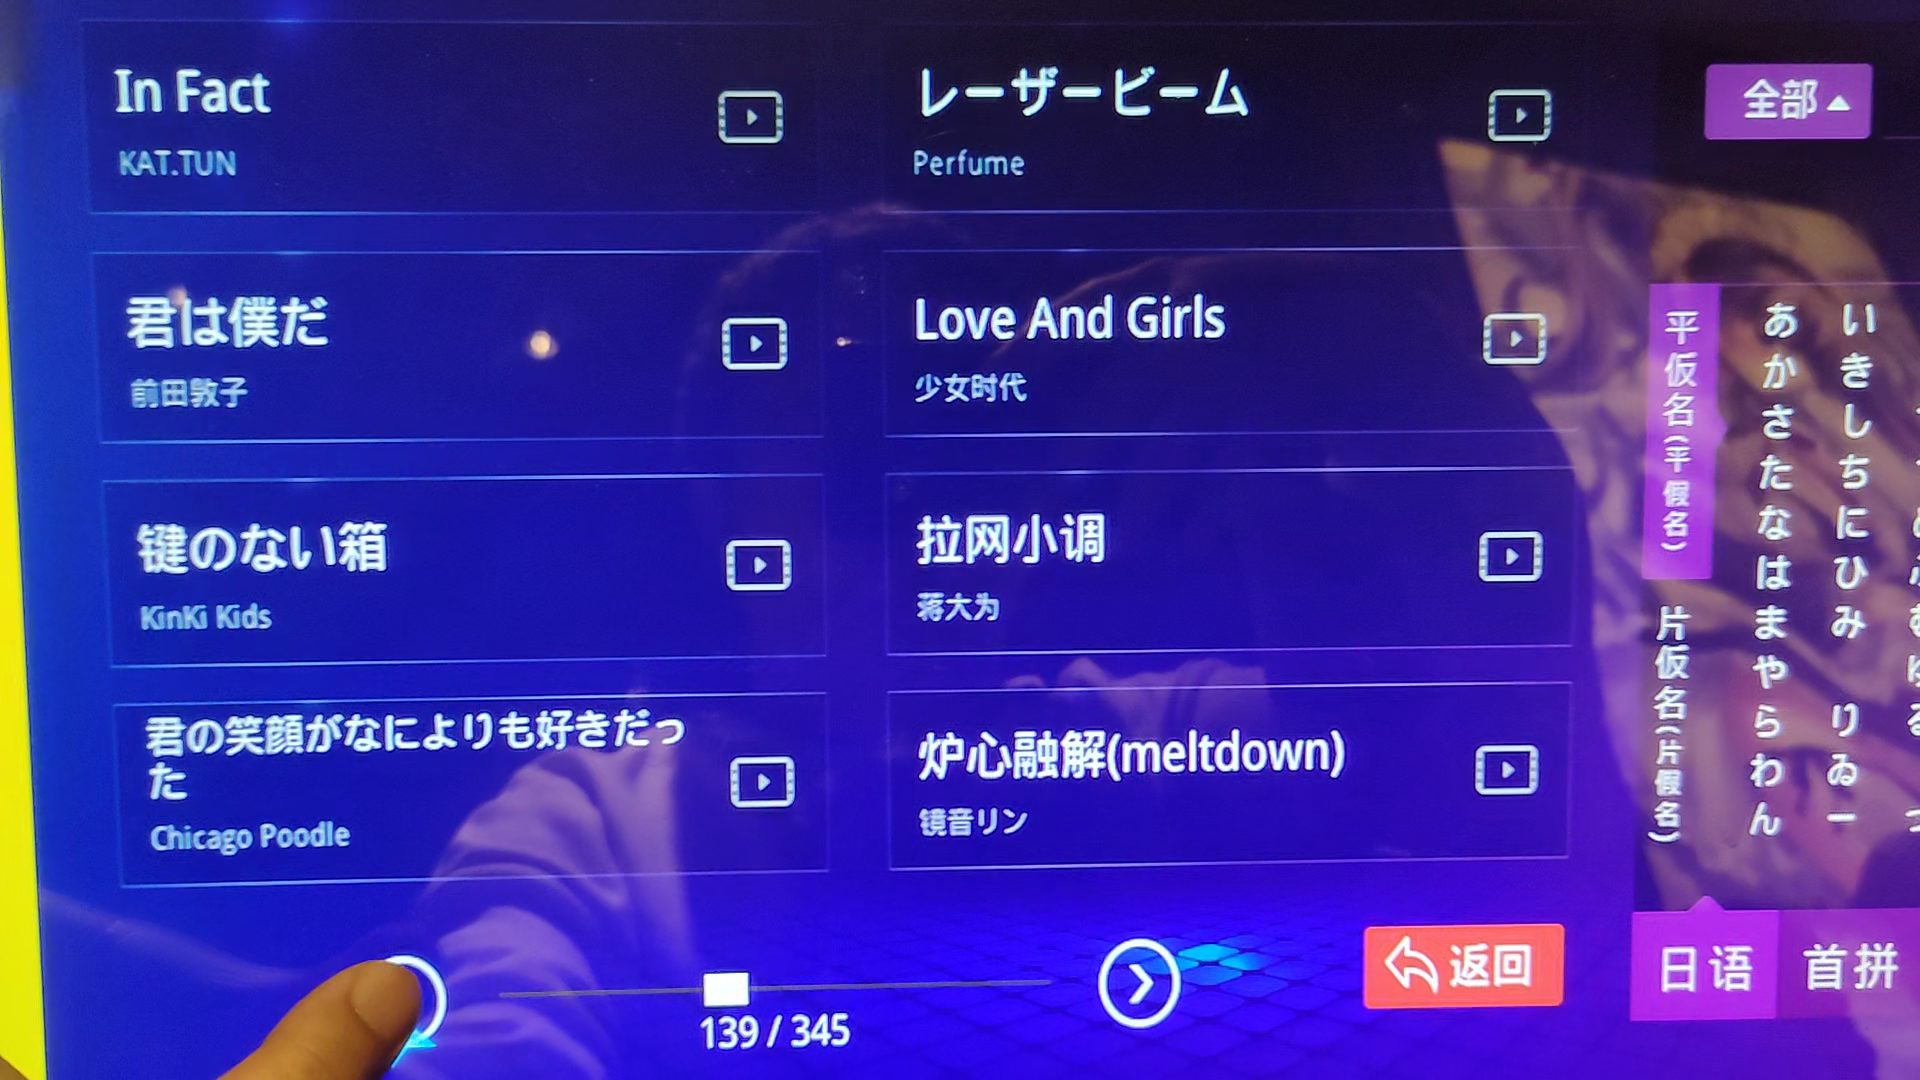 In Fact
KAT.TUN
レーザービーム
Perfume
君は僕だ
前田敦子
Love And Girls
少女时代
键のない箱
KinKi Kids
拉网小调
蒋大为
君の笑顔がなによりも好きだっ
た
Chicago Poodle
炉心融解(meltdown)
镜音リン
139 / 345
返回
全部
平仮名(平假名)
片仮名(片假名)
あかさたなはまやらわん
いきしちにひみ りゐー
日语
首拼